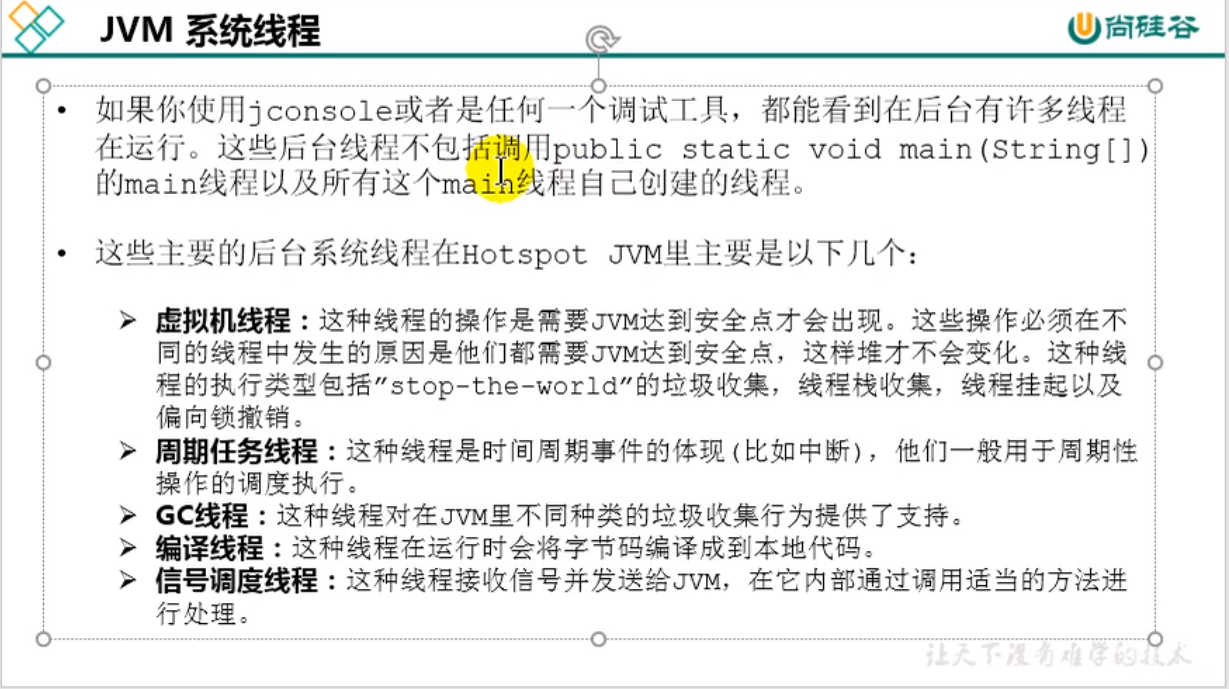 JVM 系统线程
尚硅谷
• 如果你使用jconsole或者是任何一个调试工具，都能看到在后台有许多线程
在运行。这些后台线程不包括调用public static void main(String[])
的main线程以及所有这个main线程自己创建的线程。
• 这些主要的后台系统线程在Hotspot JVM里主要是以下几个：
➢ 虚拟机线程：这种线程的操作是需要JVM达到安全点才会出现。这些操作必须在不
同的线程中发生的原因是他们都需要JVM达到安全点，这样堆才不会变化。这种线
程的执行类型包括”stop-the-world”的垃圾收集，线程栈收集，线程挂起以及
偏向锁撤销。
➢ 周期任务线程：这种线程是时间周期事件的体现(比如中断)，他们一般用于周期性
操作的调度执行。
➢ GC线程：这种线程对在JVM里不同种类的垃圾收集行为提供了支持。
➢ 编译线程：这种线程在运行时会将字节码编译成到本地代码。
➢ 信号调度线程：这种线程接收信号并发送给JVM，在它内部通过调用适当的方法进
行处理。
让天下没有难学的技术